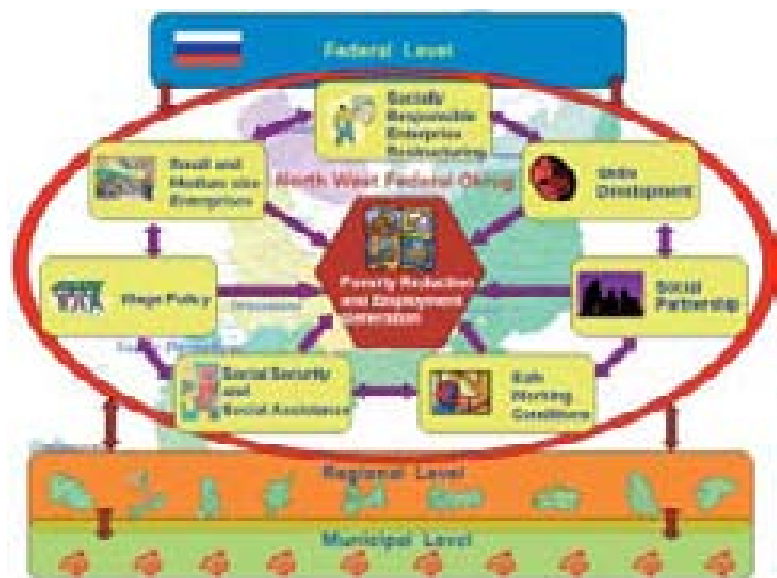 Federal Level
Socially
Responsible
Enterprise
Restructuring
Small and
Medium size
Enterprises
North West Federal Okrug
Skills
Development
Poverty Reduction
and Employment
Generation
Wage Policy
Social
Partnership
Social Security
and
Social Assistance
Safe
Working
Conditions
Regional Level
Municipal Level